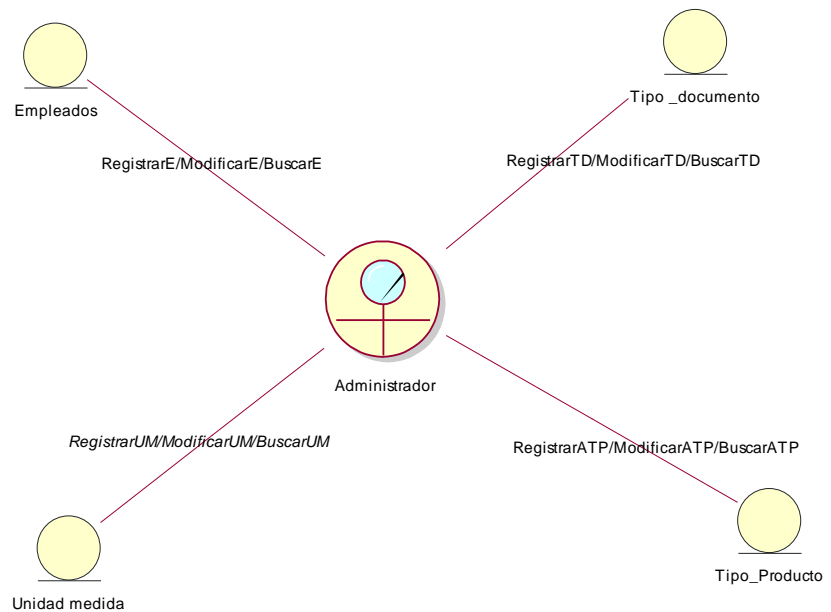 Empleados
Tipo _documento
RegistrarE/ModificarE/BuscarE
RegistrarTD/ModificarTD/BuscarTD
Administrador
RegistrarUM/ModificarUM/BuscarUM
RegistrarATP/ModificarATP/BuscarATP
Unidad medida
Tipo_Producto